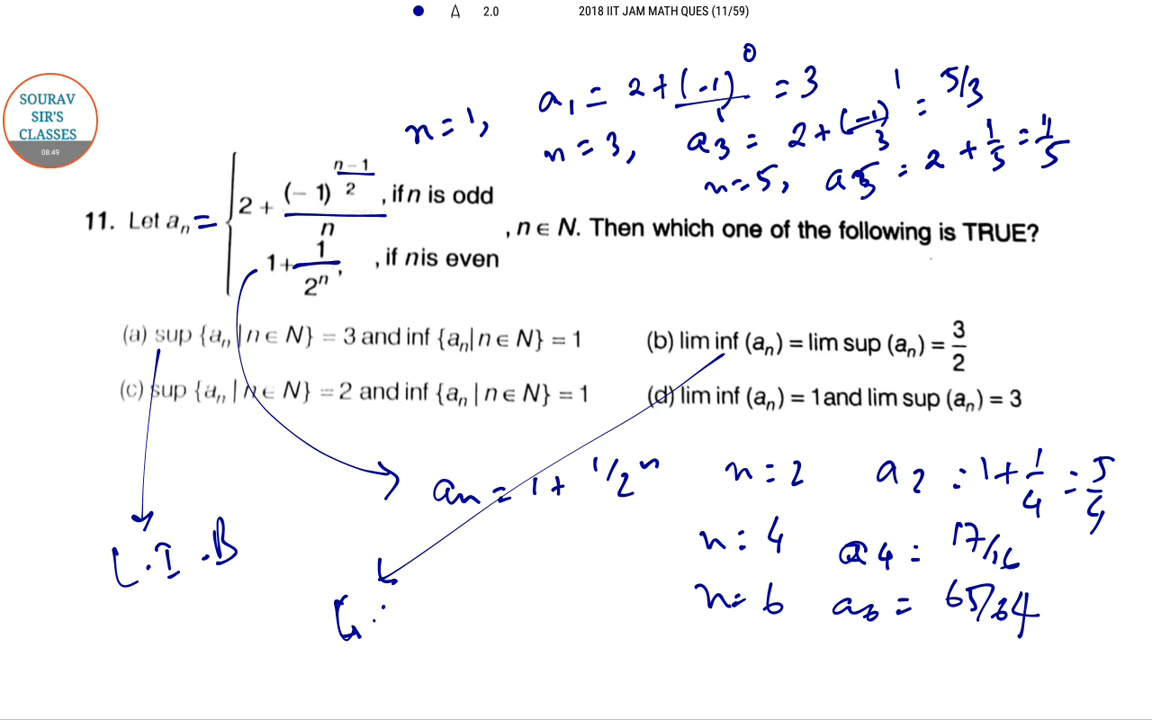 2.0 2018 IIT JAM MATH QUES (11/59)
SOURAV
SIR'S
CLASSES
08:49
n=1, a₁ = 2 + (-1)⁰/1 = 3
n=3, a3 = 2+(-1)¹/3 = 5/3
n=5, a5 = 2 + 1/5 = 11/5
11. Let aₙ = { 2 + (– 1)^((n–1)/2) / n , if n is odd
1+ 1/2ⁿ, , if n is even
, n ∈ N. Then which one of the following is TRUE?
(a) sup {aₙ | n ∈ N} = 3 and inf {aₙ | n ∈ N} = 1
(b) lim inf (aₙ) = lim sup (aₙ) = 3/2
(c) sup {aₙ | n ∈ N} = 2 and inf {aₙ | n ∈ N} = 1
(d) lim inf (aₙ) = 1and lim sup (aₙ) = 3
an = 1 + 1/2ⁿ
n=2 a2 = 1+1/4 = 5/4
n=4 a4 = 17/16
n=6 a6 = 65/64
L.I.B
G.